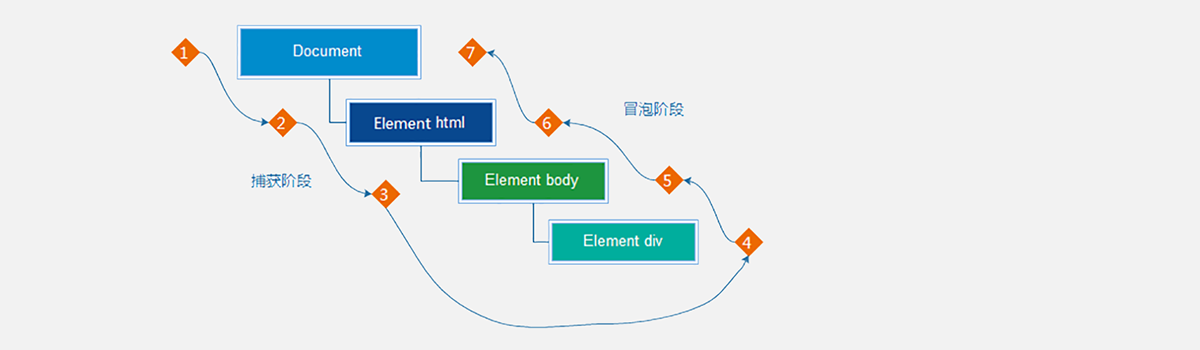 1
Document
7
2
Element html
6
冒泡阶段
捕获阶段
3
Element body
5
Element div
4